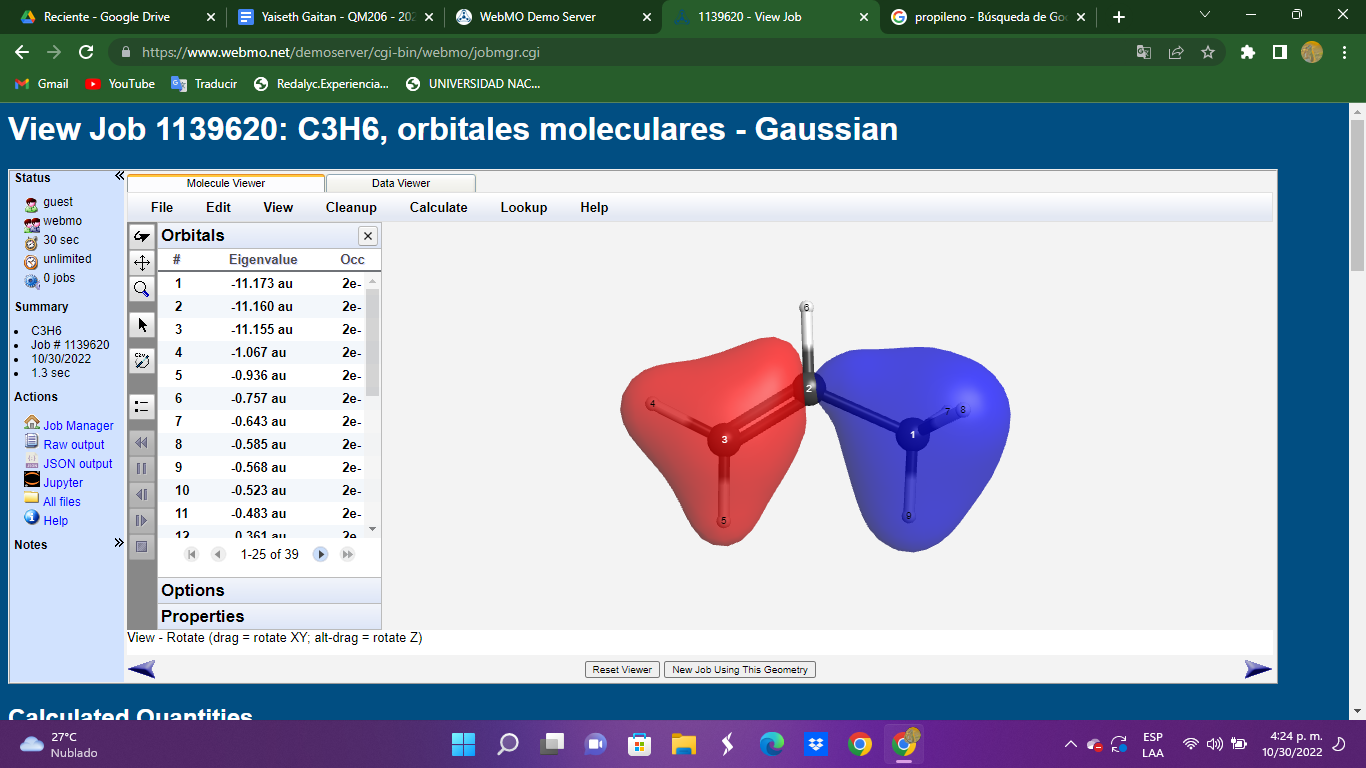 Reciente - Google Drive
Yaiseth Gaitan - QM206 - 202
WebMO Demo Server
1139620 - View Job
propileno - Búsqueda de Goo
https://www.webmo.net/demoserver/cgi-bin/webmo/jobmgr.cgi
Gmail
YouTube
Traducir
Redalyc.Experiencia...
UNIVERSIDAD NAC...
View Job 1139620: C3H6, orbitales moleculares - Gaussian
Status
guest
webmo
30 sec
unlimited
0 jobs
Summary
C3H6
Job # 1139620
10/30/2022
1.3 sec
Actions
Job Manager
Raw output
JSON output
Jupyter
All files
Help
Notes
Molecule Viewer Data Viewer
File Edit View Cleanup Calculate Lookup Help
Orbitals
# Eigenvalue Occ
1 -11.173 au 2e-
2 -11.160 au 2e-
3 -11.155 au 2e-
4 -1.067 au 2e-
5 -0.936 au 2e-
6 -0.757 au 2e-
7 -0.643 au 2e-
8 -0.585 au 2e-
9 -0.568 au 2e-
10 -0.523 au 2e-
11 -0.483 au 2e-
12 -0.361 au 2e-
1-25 of 39
Options
Properties
6
2
4
7 8
3
1
5
9
View - Rotate (drag = rotate XY; alt-drag = rotate Z)
Reset Viewer New Job Using This Geometry
Calculated Quantities
27°C
Nublado
ESP
LAA
4:24 p. m.
10/30/2022